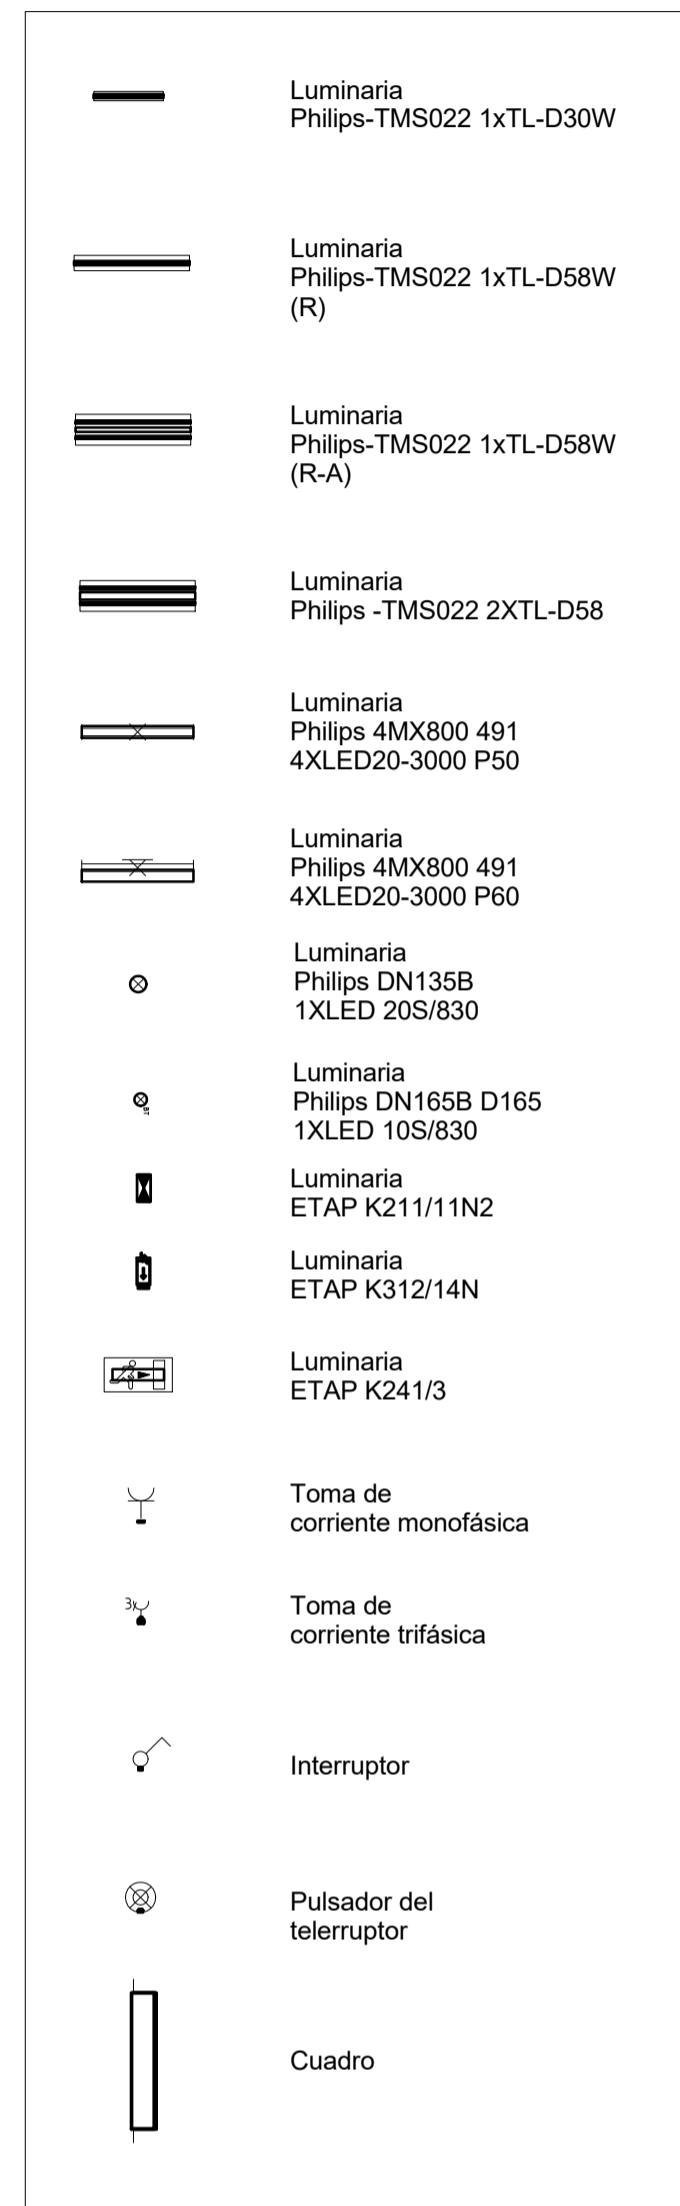 Luminaria
Philips-TMS022 1xTL-D30W
Luminaria
Philips-TMS022 1xTL-D58W
(R)
Luminaria
Philips-TMS022 1xTL-D58W
(R-A)
Luminaria
Philips -TMS022 2XTL-D58
Luminaria
Philips 4MX800 491
4XLED20-3000 P50
Luminaria
Philips 4MX800 491
4XLED20-3000 P60
Luminaria
Philips DN135B
1XLED 20S/830
Luminaria
Philips DN165B D165
1XLED 10S/830
BT
Luminaria
ETAP K211/11N2
Luminaria
ETAP K312/14N
Luminaria
ETAP K241/3
Toma de
corriente monofásica
3x
Toma de
corriente trifásica
Interruptor
Pulsador del
telerruptor
Cuadro